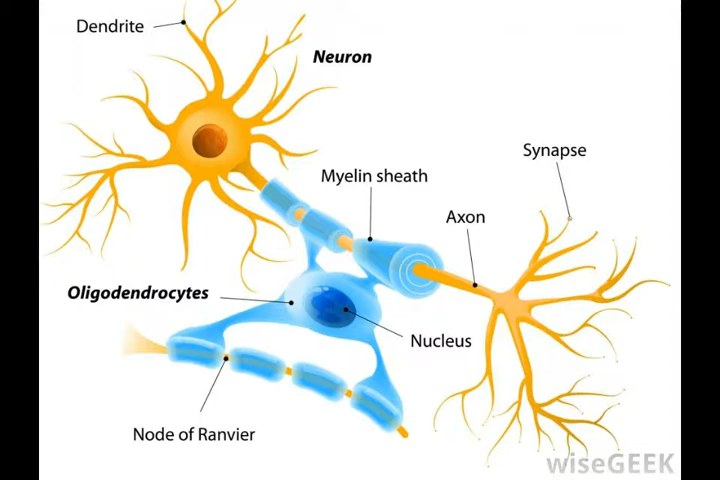 Dendrite
Neuron
Synapse
Myelin sheath
Axon
Oligodendrocytes
Nucleus
Node of Ranvier
wiseGEEK